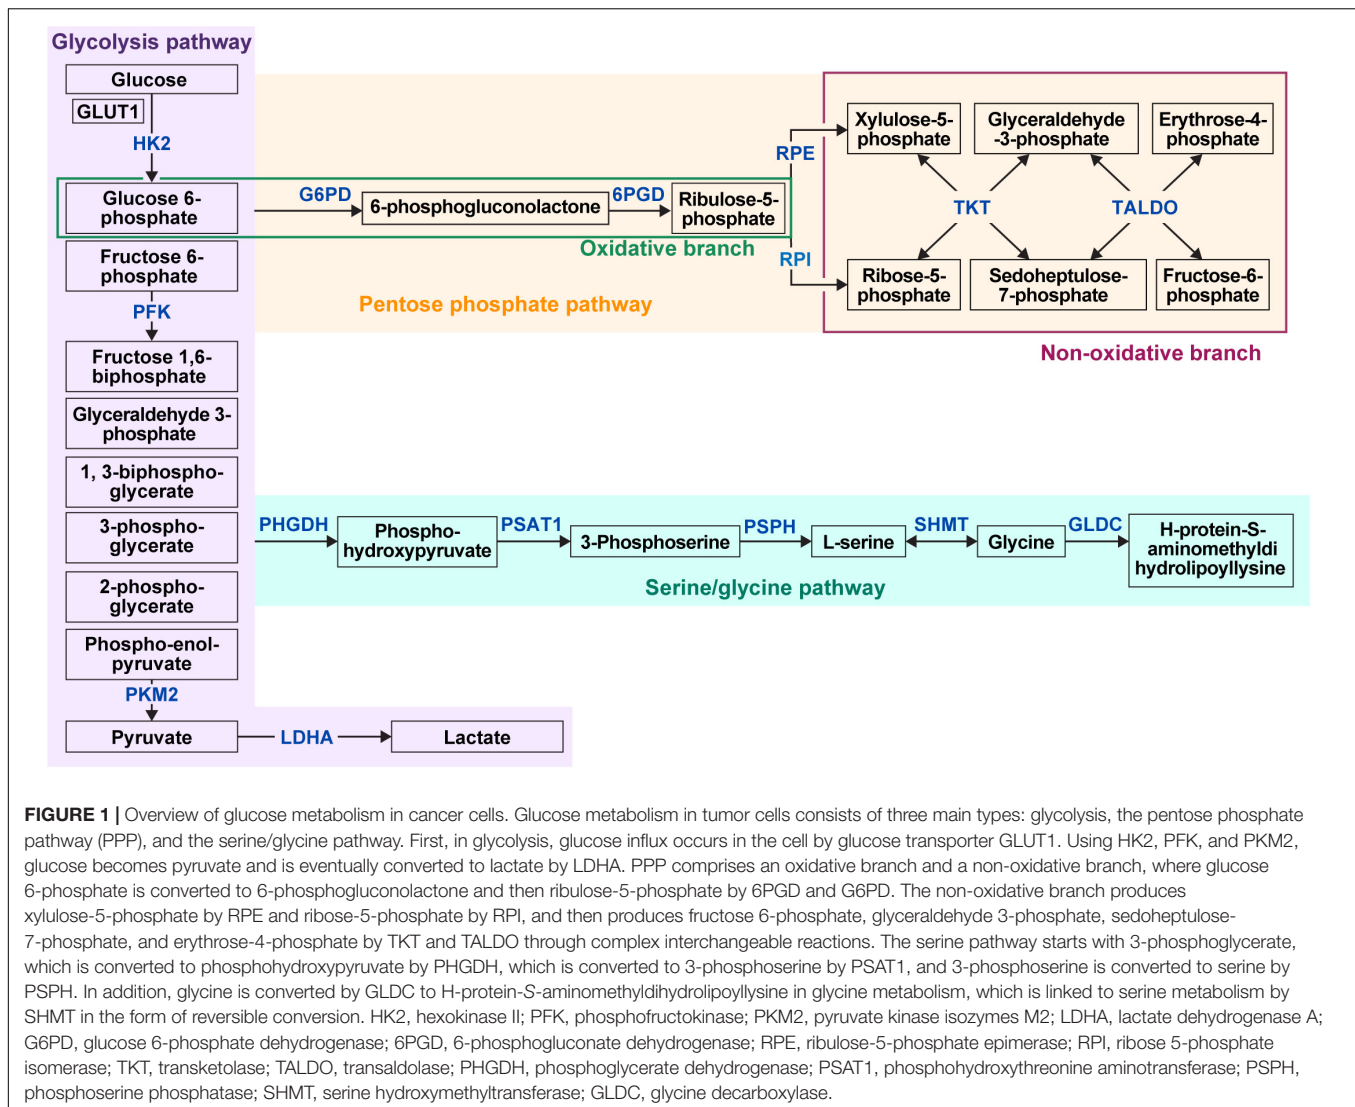 Glycolysis pathway
Glucose
GLUT1
HK2
Glucose 6-
phosphate
G6PD
6-phosphogluconolactone
6PGD
Ribulose-5-
phosphate
Oxidative branch
RPE
RPI
Pentose phosphate pathway
Xylulose-5-
phosphate
Glyceraldehyde
-3-phosphate
Erythrose-4-
phosphate
TKT
TALDO
Ribose-5-
phosphate
Sedoheptulose-
7-phosphate
Fructose-6-
phosphate
Non-oxidative branch
Fructose 6-
phosphate
PFK
Fructose 1,6-
biphosphate
Glyceraldehyde 3-
phosphate
1, 3-biphospho-
glycerate
3-phospho-
glycerate
PHGDH
Phospho-
hydroxypyruvate
PSAT1
3-Phosphoserine
PSPH
L-serine
SHMT
Glycine
GLDC
H-protein-S-
aminomethyldi
hydrolipoyllysine
Serine/glycine pathway
2-phospho-
glycerate
Phospho-enol-
pyruvate
PKM2
Pyruvate
LDHA
Lactate
FIGURE 1 | Overview of glucose metabolism in cancer cells. Glucose metabolism in tumor cells consists of three main types: glycolysis, the pentose phosphate
pathway (PPP), and the serine/glycine pathway. First, in glycolysis, glucose influx occurs in the cell by glucose transporter GLUT1. Using HK2, PFK, and PKM2,
glucose becomes pyruvate and is eventually converted to lactate by LDHA. PPP comprises an oxidative branch and a non-oxidative branch, where glucose
6-phosphate is converted to 6-phosphogluconolactone and then ribulose-5-phosphate by 6PGD and G6PD. The non-oxidative branch produces
xylulose-5-phosphate by RPE and ribose-5-phosphate by RPI, and then produces fructose 6-phosphate, glyceraldehyde 3-phosphate, sedoheptulose-
7-phosphate, and erythrose-4-phosphate by TKT and TALDO through complex interchangeable reactions. The serine pathway starts with 3-phosphoglycerate,
which is converted to phosphohydroxypyruvate by PHGDH, which is converted to 3-phosphoserine by PSAT1, and 3-phosphoserine is converted to serine by
PSPH. In addition, glycine is converted by GLDC to H-protein-S-aminomethyldihydrolipoyllysine in glycine metabolism, which is linked to serine metabolism by
SHMT in the form of reversible conversion. HK2, hexokinase II; PFK, phosphofructokinase; PKM2, pyruvate kinase isozymes M2; LDHA, lactate dehydrogenase A;
G6PD, glucose 6-phosphate dehydrogenase; 6PGD, 6-phosphogluconate dehydrogenase; RPE, ribulose-5-phosphate epimerase; RPI, ribose 5-phosphate
isomerase; TKT, transketolase; TALDO, transaldolase; PHGDH, phosphoglycerate dehydrogenase; PSAT1, phosphohydroxythreonine aminotransferase; PSPH,
phosphoserine phosphatase; SHMT, serine hydroxymethyltransferase; GLDC, glycine decarboxylase.